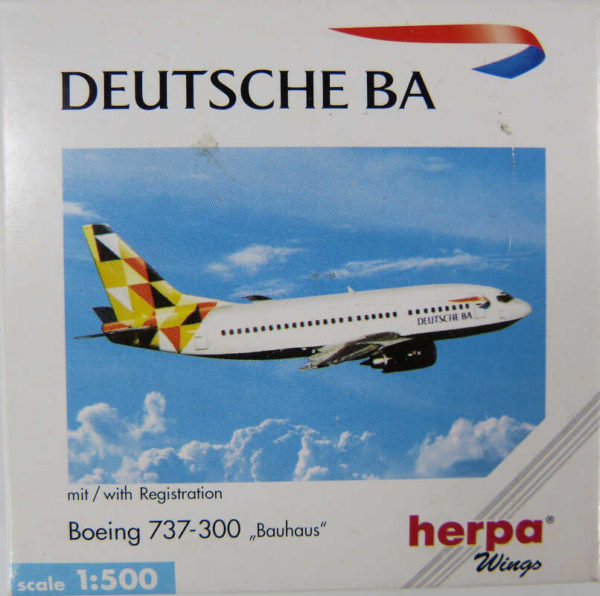 DEUTSCHE BA
DEUTSCHE BA
mit / with Registration
Boeing 737-300 „Bauhaus“
herpa®
Wings
scale 1:500